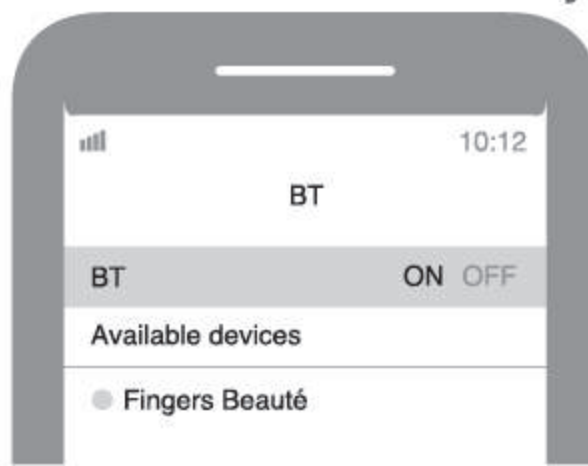 10:12
BT
BT ON OFF
Available devices
Fingers Beauté